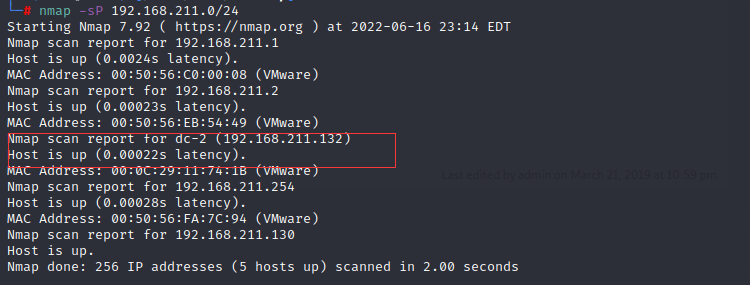 └─# nmap -sP 192.168.211.0/24
Starting Nmap 7.92 ( https://nmap.org ) at 2022-06-16 23:14 EDT
Nmap scan report for 192.168.211.1
Host is up (0.0024s latency).
MAC Address: 00:50:56:C0:00:08 (VMware)
Nmap scan report for 192.168.211.2
Host is up (0.00023s latency).
MAC Address: 00:50:56:EB:54:49 (VMware)
Nmap scan report for dc-2 (192.168.211.132)
Host is up (0.00022s latency).
MAC Address: 00:0C:29:11:74:1B (VMware)
Last edited by admin on March 21, 2019 at 10:59 pm
Nmap scan report for 192.168.211.254
Host is up (0.00028s latency).
MAC Address: 00:50:56:FA:7C:94 (VMware)
Nmap scan report for 192.168.211.130
Host is up.
Nmap done: 256 IP addresses (5 hosts up) scanned in 2.00 seconds